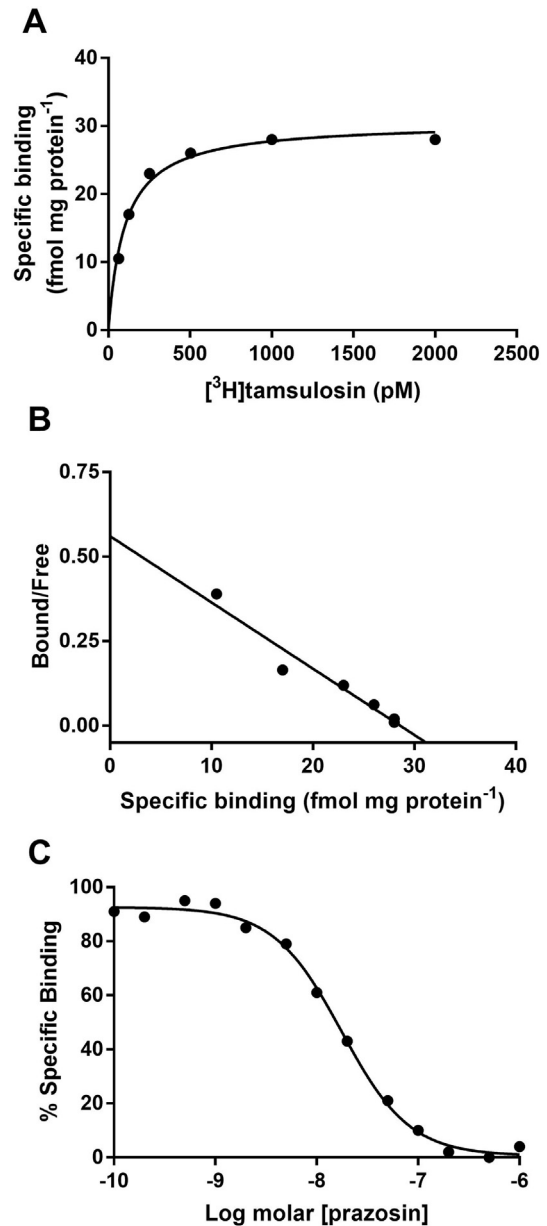 A
Specific binding
(fmol mg protein⁻¹)
40
30
20
10
0
0 500 1000 1500 2000 2500
[³H]tamsulosin (pM)
B
Bound/Free
0.75
0.50
0.25
0.00
0 10 20 30 40
Specific binding (fmol mg protein⁻¹)
C
% Specific Binding
100
80
60
40
20
0
-10 -9 -8 -7 -6
Log molar [prazosin]